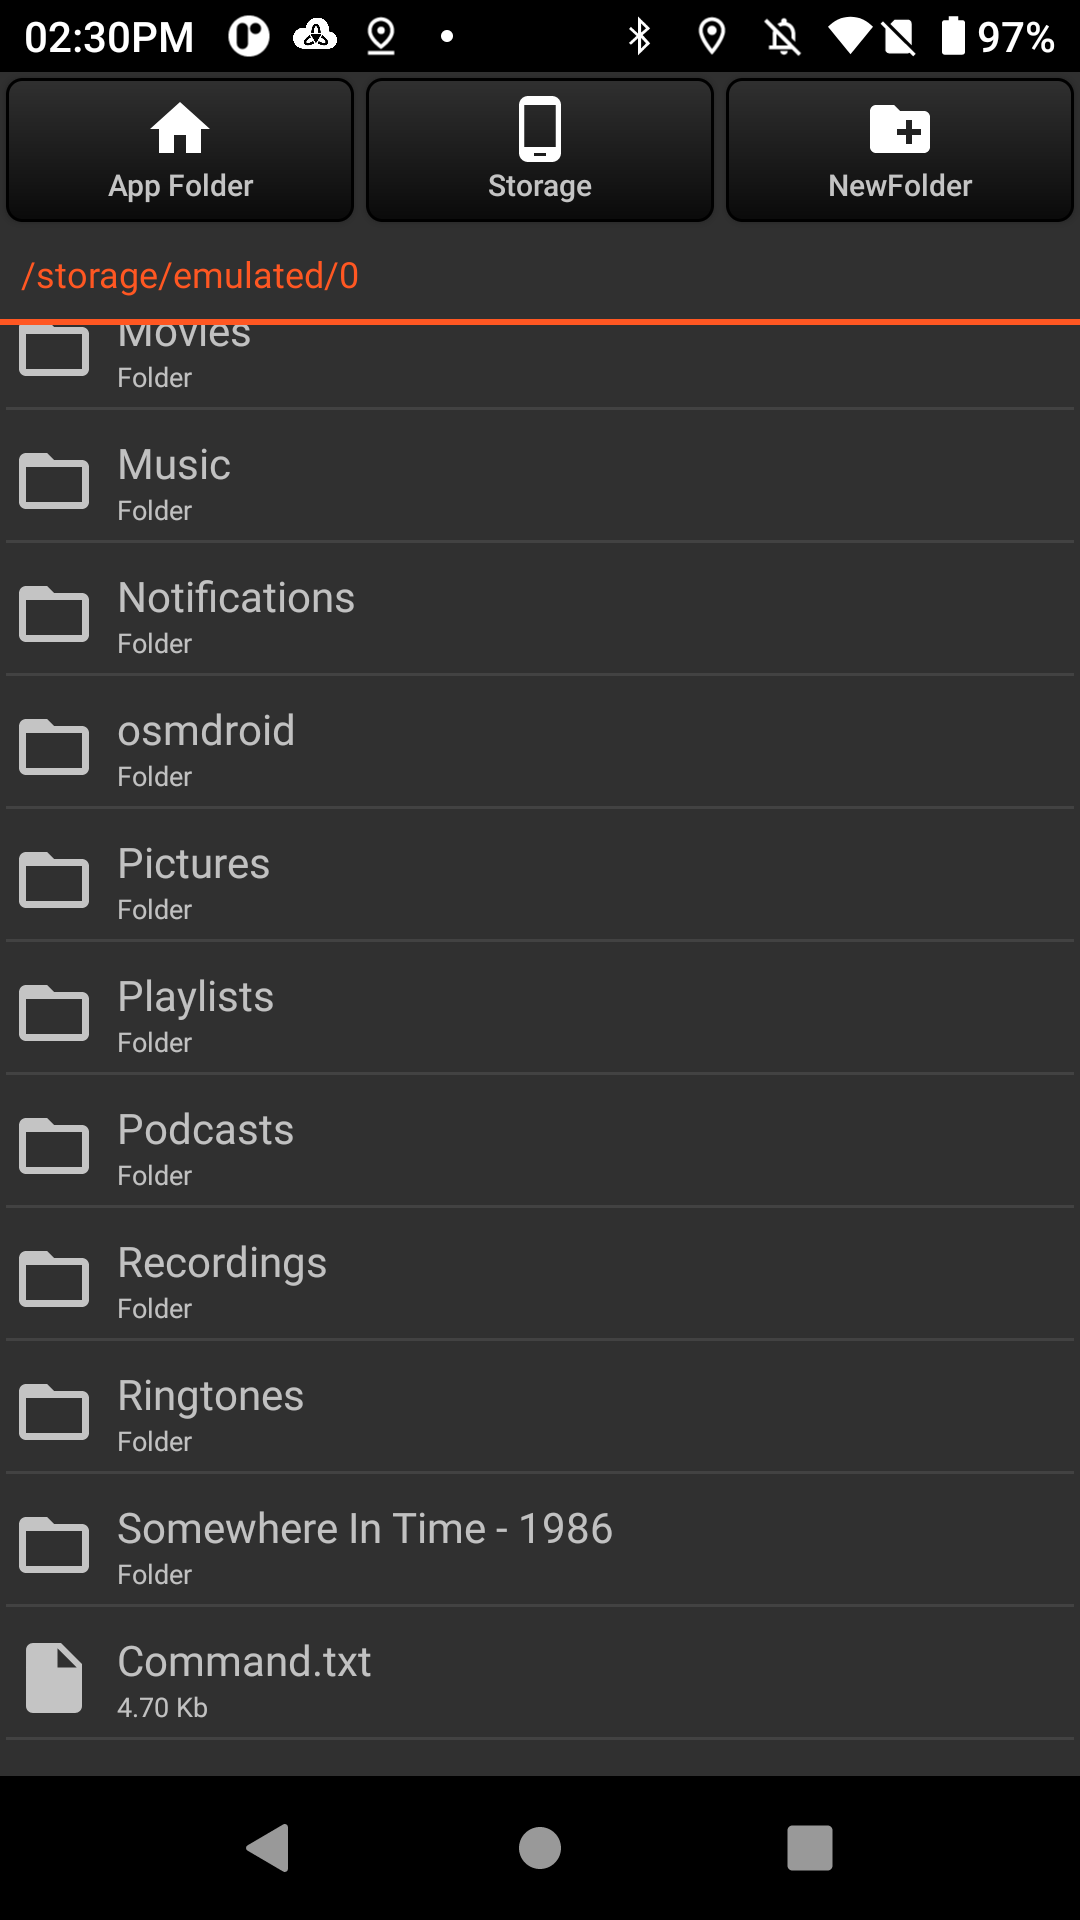 02:30PM 97%
App Folder Storage NewFolder
/storage/emulated/0
Movies
Folder
Music
Folder
Notifications
Folder
osmdroid
Folder
Pictures
Folder
Playlists
Folder
Podcasts
Folder
Recordings
Folder
Ringtones
Folder
Somewhere In Time - 1986
Folder
Command.txt
4.70 Kb